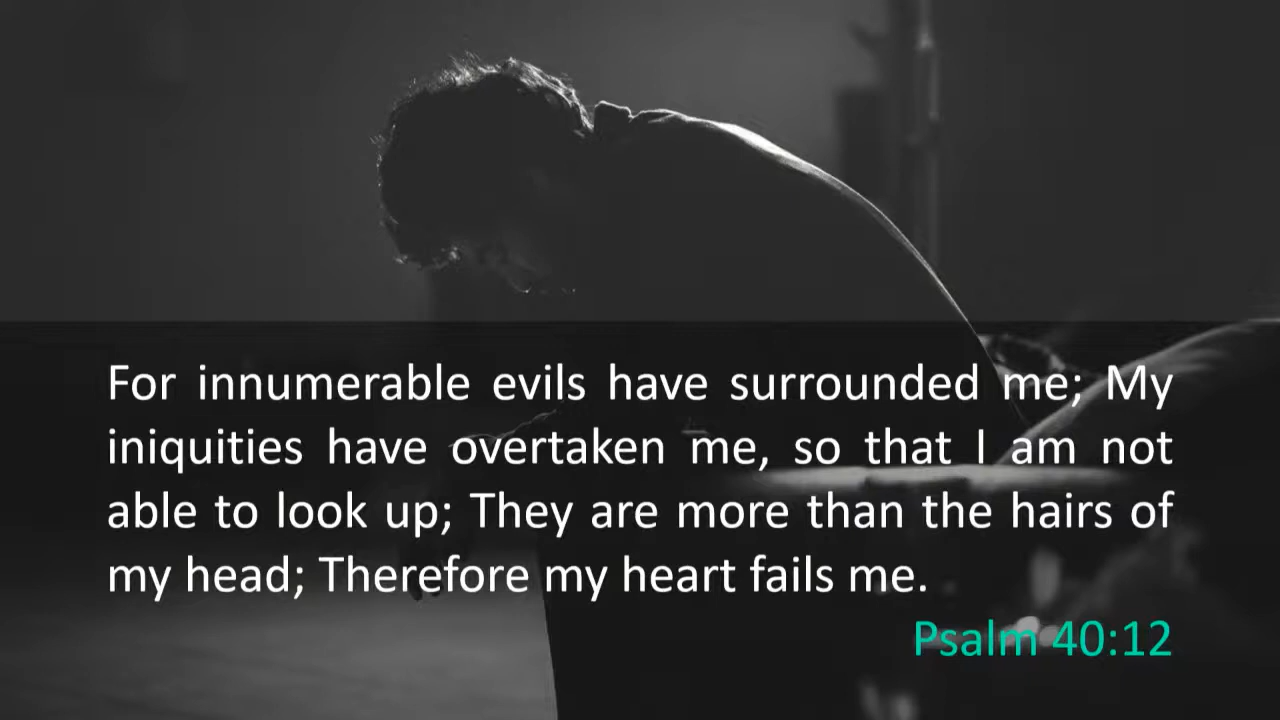 For innumerable evils have surrounded me; My
iniquities have overtaken me, so that I am not
able to look up; They are more than the hairs of
my head; Therefore my heart fails me.
Psalm 40:12